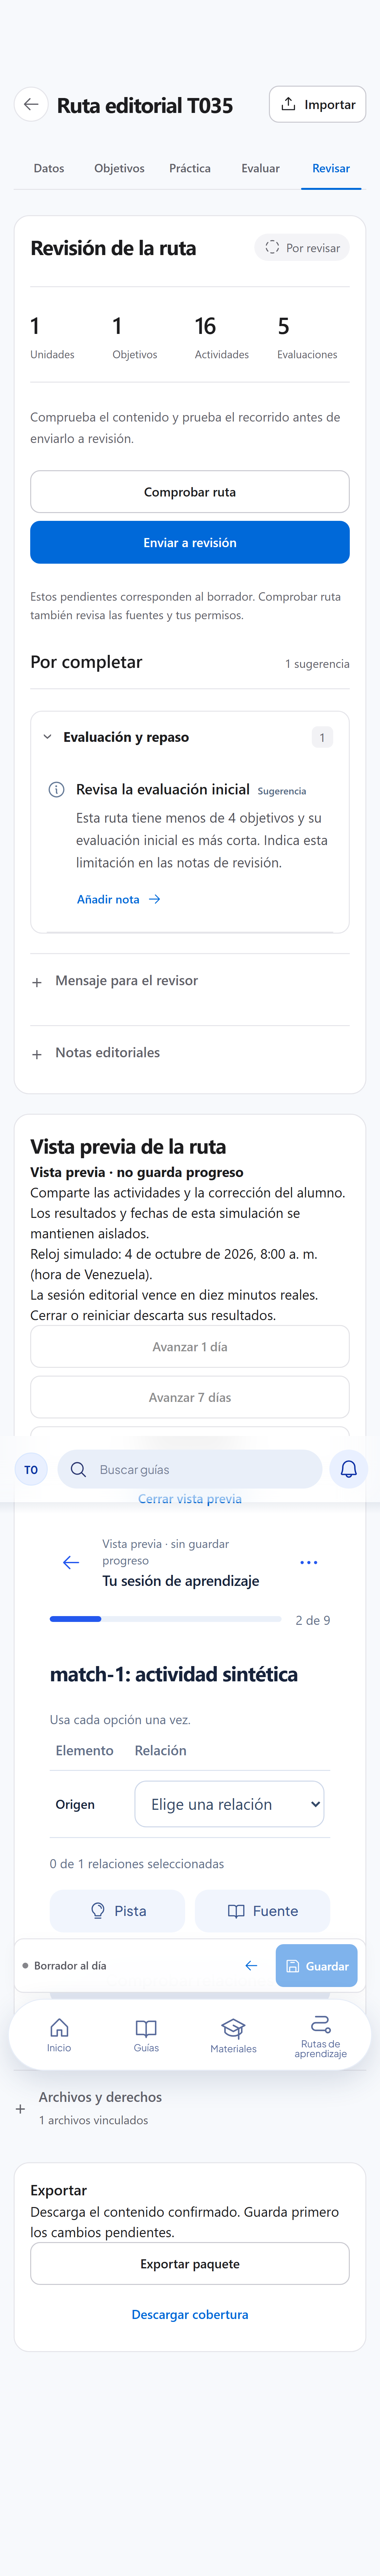 Ruta editorial T035
Importar
Datos
Objetivos
Práctica
Evaluar
Revisar
Revisión de la ruta
Por revisar
1
1
16
5
Unidades
Objetivos
Actividades
Evaluaciones
Comprueba el contenido y prueba el recorrido antes de
enviarlo a revisión.
Comprobar ruta
Enviar a revisión
Estos pendientes corresponden al borrador. Comprobar ruta
también revisa las fuentes y tus permisos.
Por completar
1 sugerencia
Evaluación y repaso
1
Revisa la evaluación inicial Sugerencia
Esta ruta tiene menos de 4 objetivos y su
evaluación inicial es más corta. Indica esta
limitación en las notas de revisión.
Añadir nota
Mensaje para el revisor
Notas editoriales
Vista previa de la ruta
Vista previa · no guarda progreso
Comparte las actividades y la corrección del alumno.
Los resultados y fechas de esta simulación se
mantienen aislados.
Reloj simulado: 4 de octubre de 2026, 8:00 a. m.
(hora de Venezuela).
La sesión editorial vence en diez minutos reales.
Cerrar o reiniciar descarta sus resultados.
Avanzar 1 día
Avanzar 7 días
T0
Buscar guías
Cerrar vista previa
Vista previa · sin guardar
progreso
Tu sesión de aprendizaje
2 de 9
match-1: actividad sintética
Usa cada opción una vez.
Elemento
Relación
Origen
Elige una relación
0 de 1 relaciones seleccionadas
Pista
Fuente
Borrador al día
Guardar
Inicio
Guías
Materiales
Rutas de
aprendizaje
Archivos y derechos
1 archivos vinculados
Exportar
Descarga el contenido confirmado. Guarda primero
los cambios pendientes.
Exportar paquete
Descargar cobertura